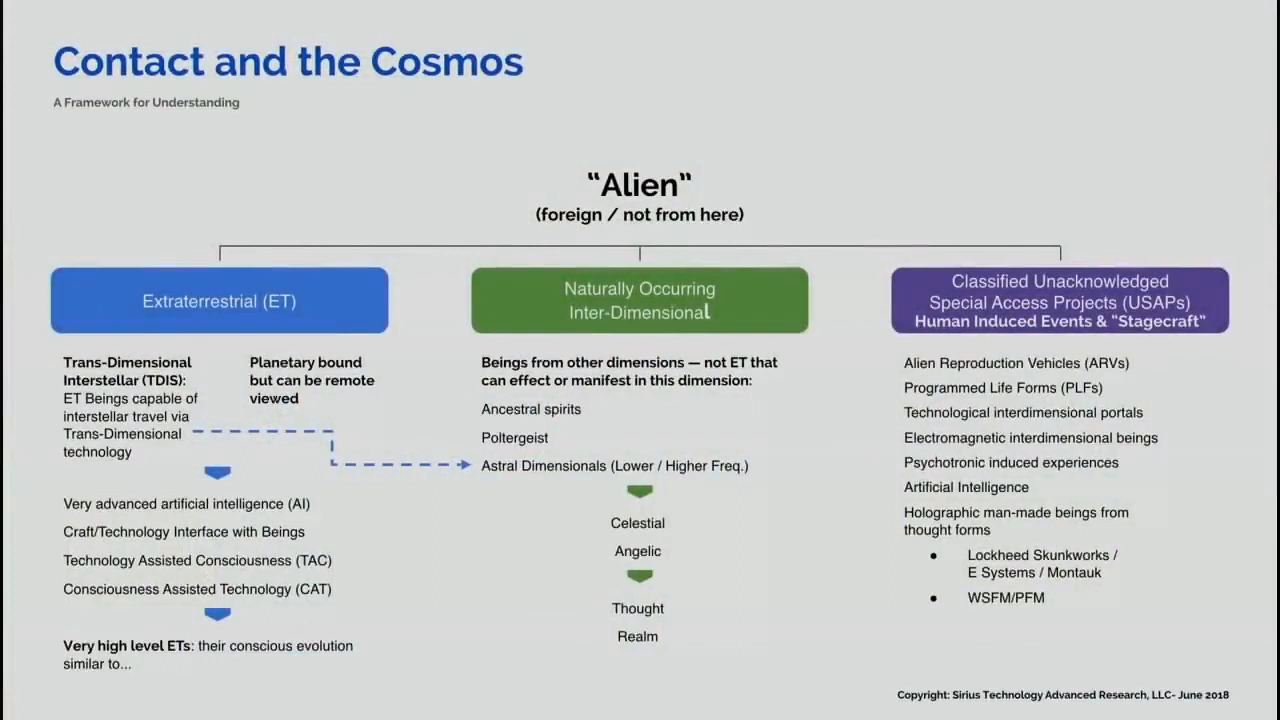 Contact and the Cosmos
A Framework for Understanding
“Alien”
(foreign / not from here)
Extraterrestrial (ET)
Trans-Dimensional
Interstellar (TDIS):
ET Beings capable of
interstellar travel via
Trans-Dimensional
technology
Planetary bound
but can be remote
viewed
Very advanced artificial intelligence (AI)
Craft/Technology Interface with Beings
Technology Assisted Consciousness (TAC)
Consciousness Assisted Technology (CAT)
Very high level ETs: their conscious evolution
similar to...
Naturally Occurring
Inter-Dimensional
Beings from other dimensions — not ET that
can effect or manifest in this dimension:
Ancestral spirits
Poltergeist
Astral Dimensionals (Lower / Higher Freq.)
Celestial
Angelic
Thought
Realm
Classified Unacknowledged
Special Access Projects (USAPs)
Human Induced Events & "Stagecraft"
Alien Reproduction Vehicles (ARVs)
Programmed Life Forms (PLFs)
Technological interdimensional portals
Electromagnetic interdimensional beings
Psychotronic induced experiences
Artificial Intelligence
Holographic man-made beings from
thought forms
● Lockheed Skunkworks /
E Systems / Montauk
● WSFM/PFM
Copyright: Sirius Technology Advanced Research, LLC- June 2018